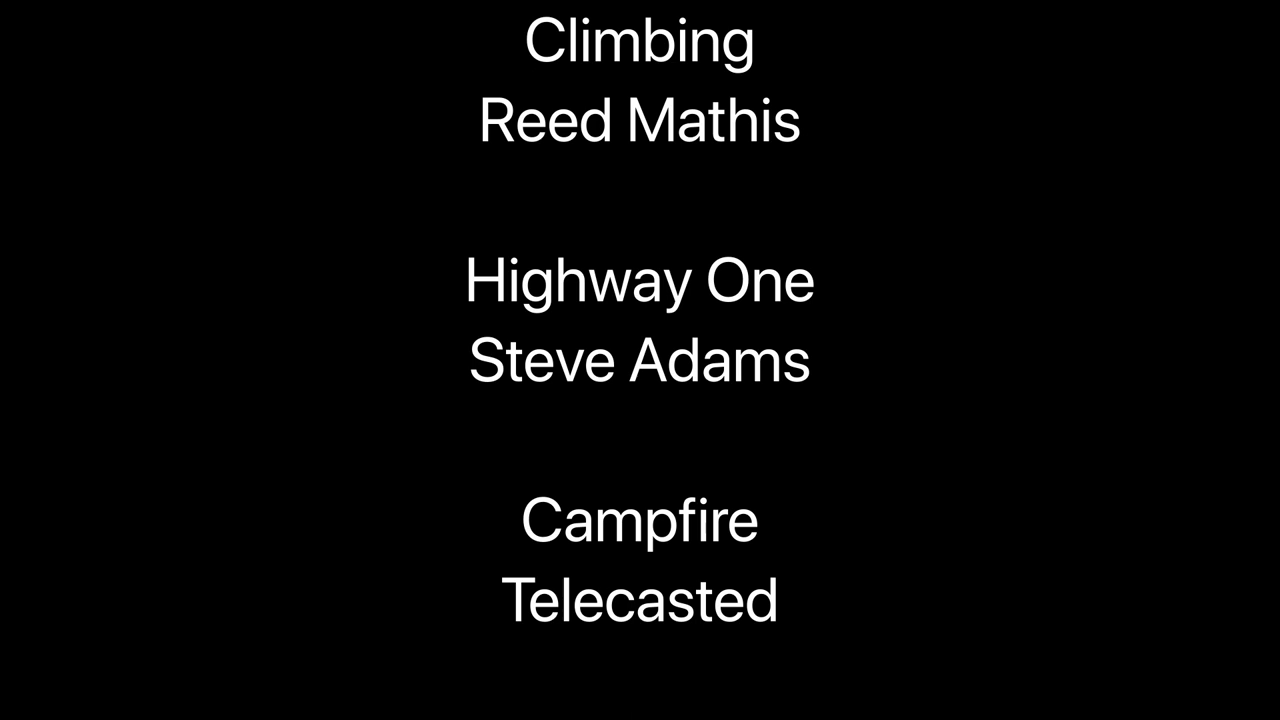 Climbing
Reed Mathis
Highway One
Steve Adams
Campfire
Telecasted